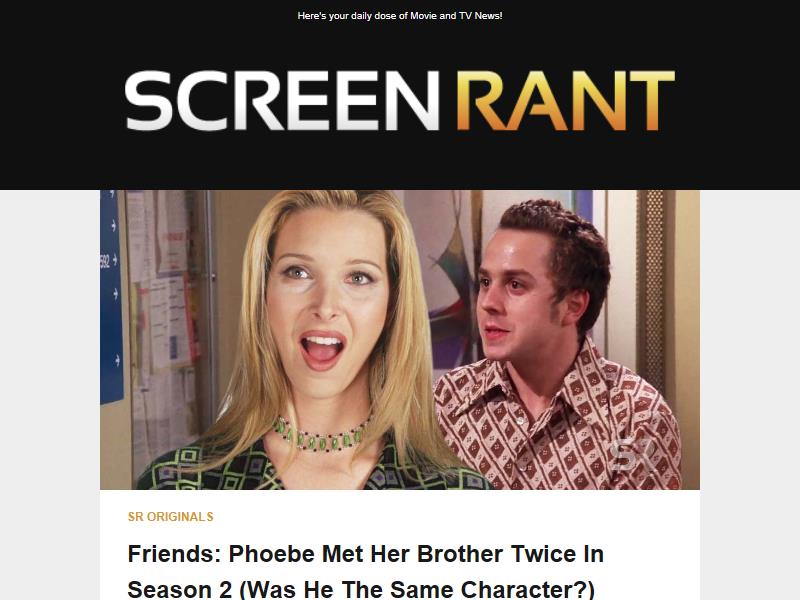 Here's your daily dose of Movie and TV News!
SCREEN RANT
592
SR
SR ORIGINALS
Friends: Phoebe Met Her Brother Twice In
Season 2 (Was He The Same Character?)